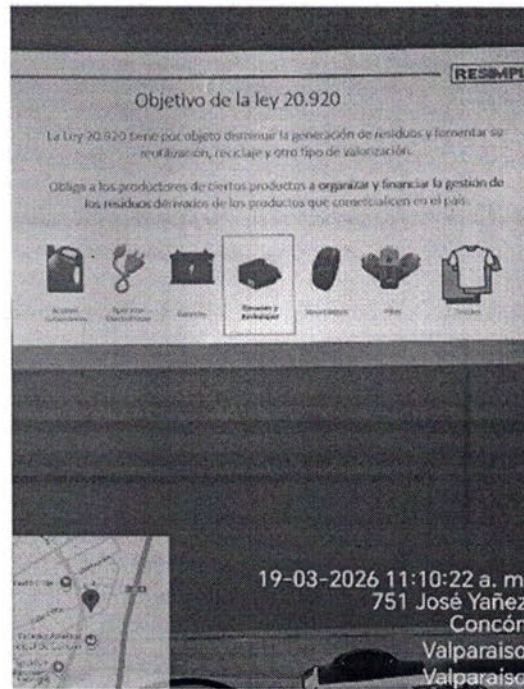 RESIMPL
Objetivo de la ley 20.920
La Ley 20.920 tiene por objeto disminuir la generación de residuos y fomentar su
reutilización, reciclaje y otro tipo de valorización.
Obliga a los productores de ciertos productos a organizar y financiar la gestión de
los residuos derivados de los productos que comercialicen en el país.
Envases y
Embalajes
19-03-2026 11:10:22 a. m
751 José Yañez
Concón
Valparaiso
Valparaiso